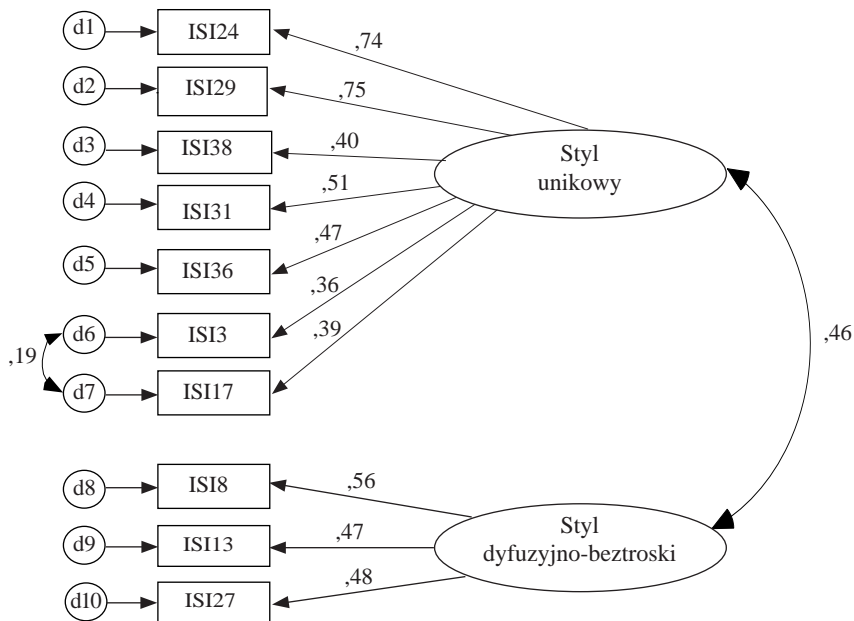 d1
ISI24
,74
d2
ISI29
,75
d3
ISI38
,40
Styl
unikowy
d4
ISI31
,51
d5
ISI36
,47
,36
d6
ISI3
,39
,19
,46
d7
ISI17
d8
ISI8
,56
d9
ISI13
,47
Styl
dyfuzyjno-beztroski
d10
ISI27
,48